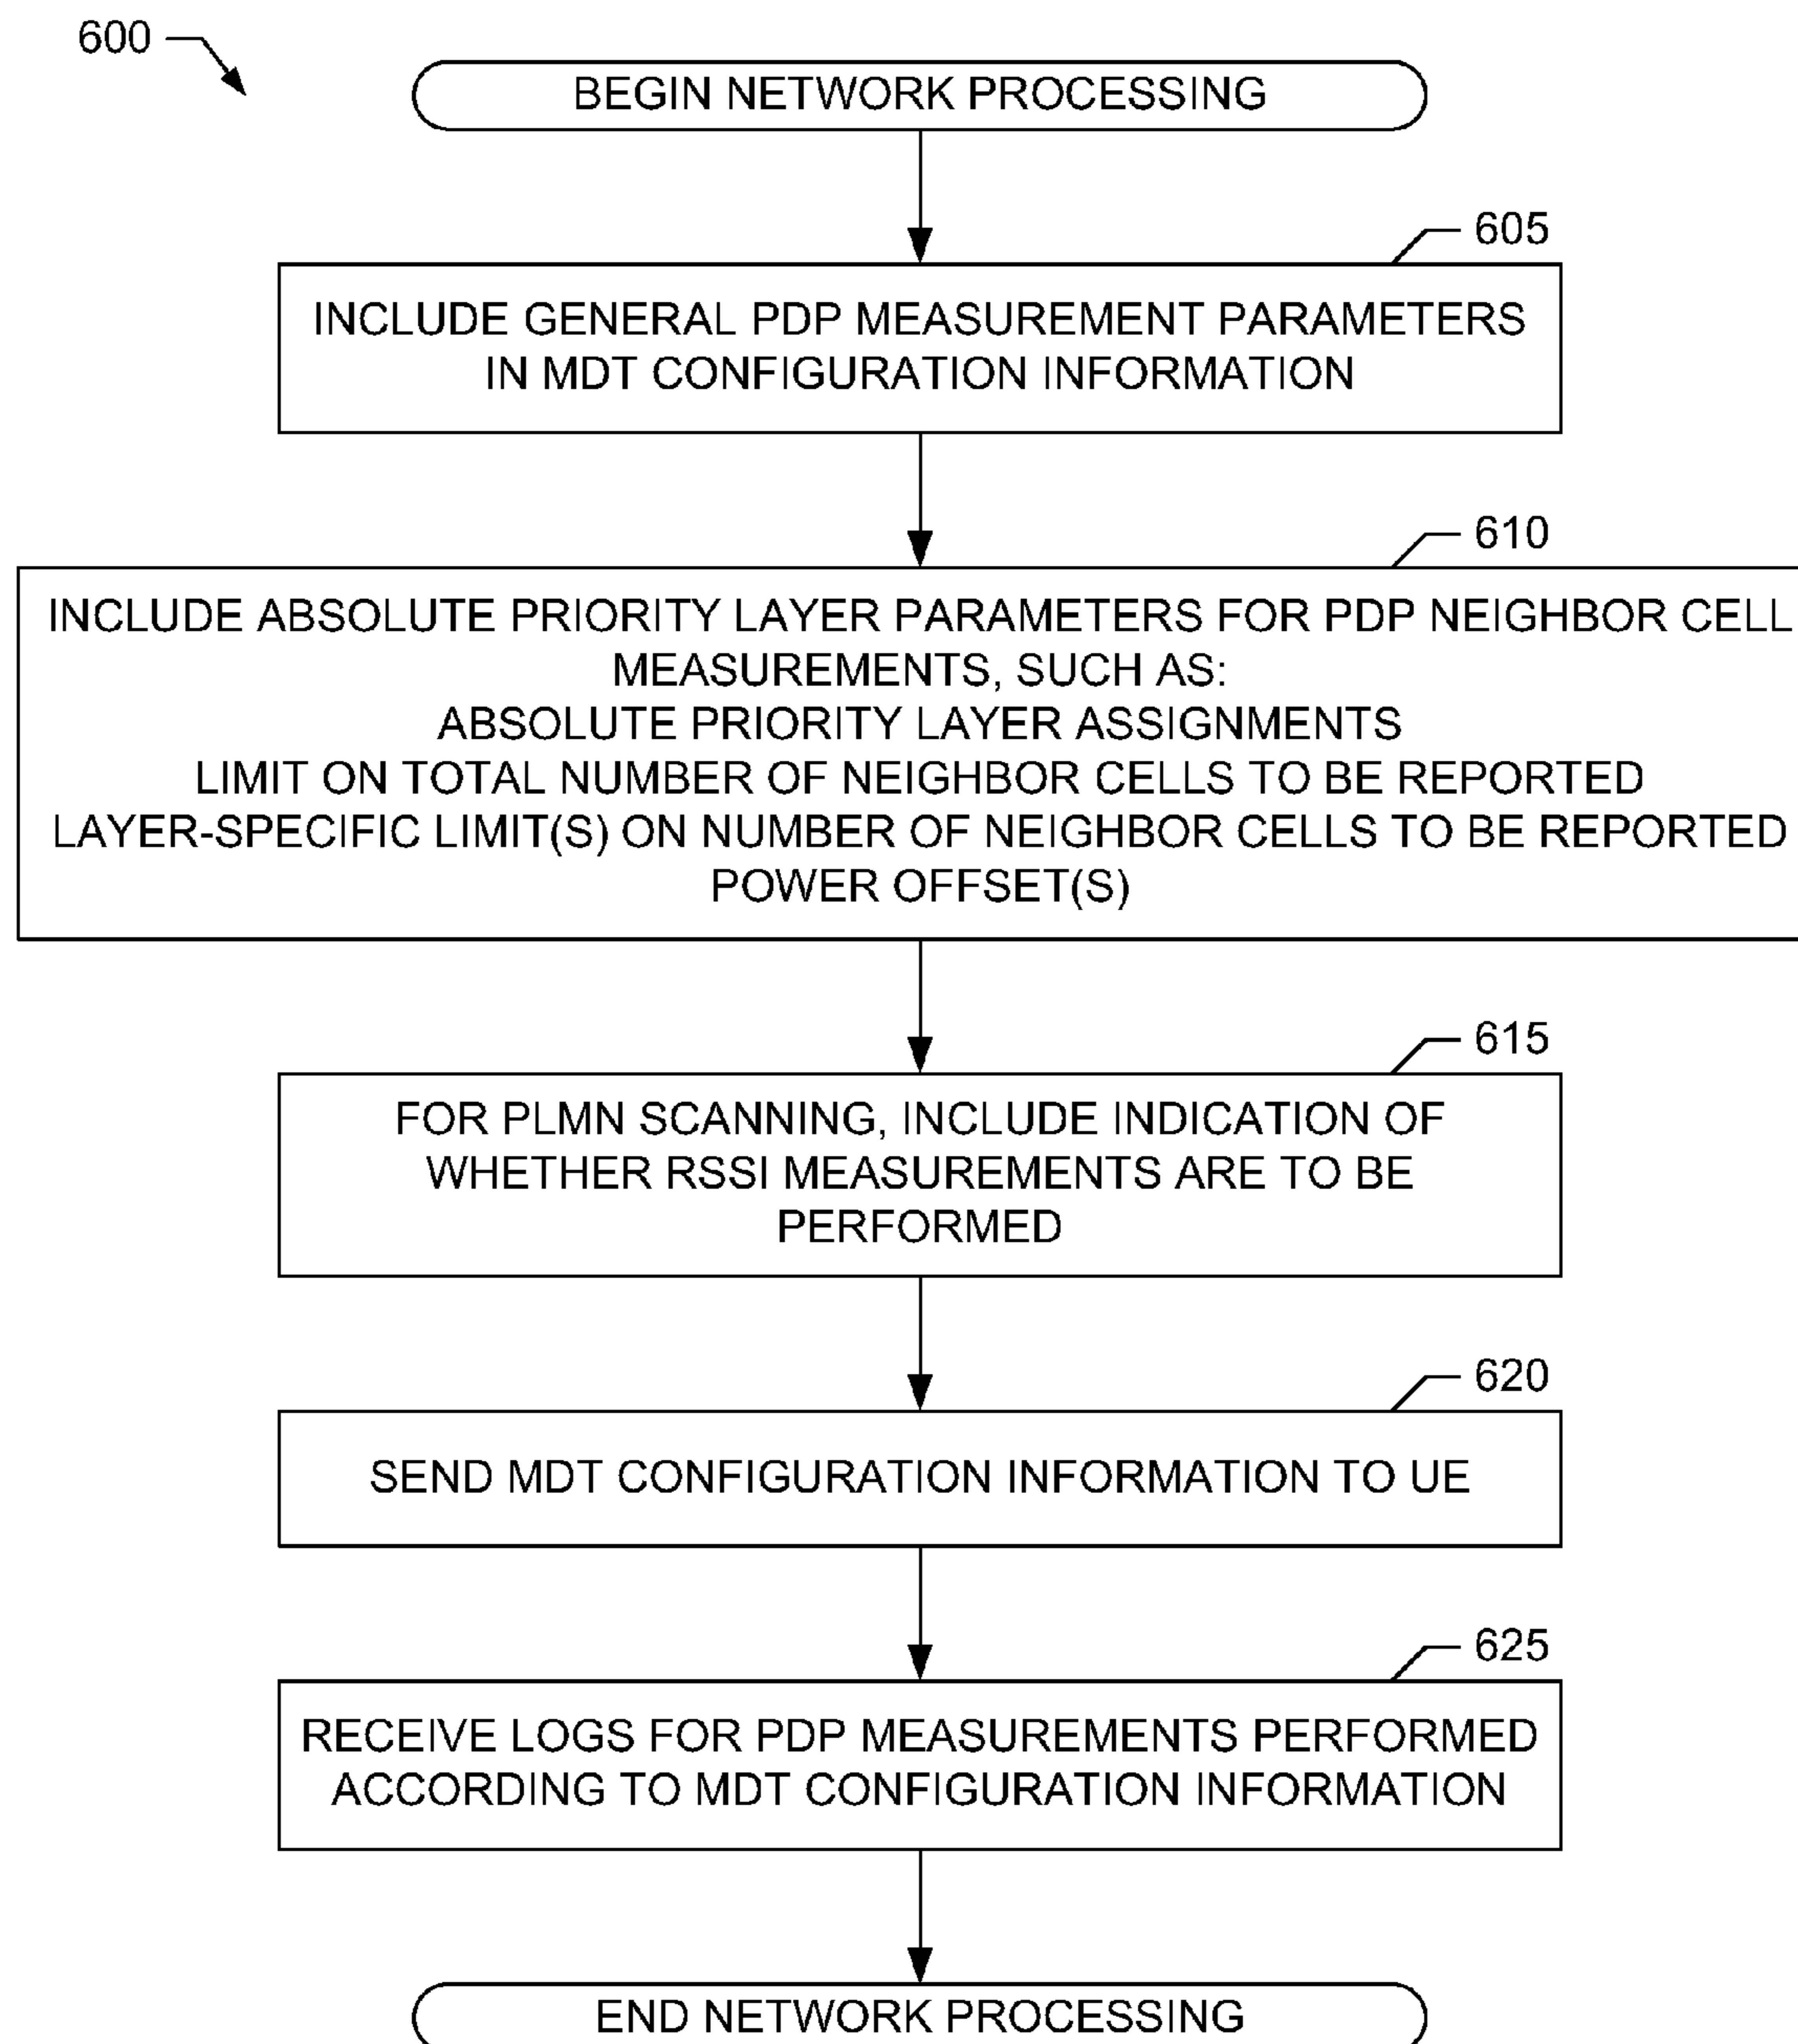 600
BEGIN NETWORK PROCESSING
605
INCLUDE GENERAL PDP MEASUREMENT PARAMETERS
IN MDT CONFIGURATION INFORMATION
610
INCLUDE ABSOLUTE PRIORITY LAYER PARAMETERS FOR PDP NEIGHBOR CELL
MEASUREMENTS, SUCH AS:
ABSOLUTE PRIORITY LAYER ASSIGNMENTS
LIMIT ON TOTAL NUMBER OF NEIGHBOR CELLS TO BE REPORTED
LAYER-SPECIFIC LIMIT(S) ON NUMBER OF NEIGHBOR CELLS TO BE REPORTED
POWER OFFSET(S)
615
FOR PLMN SCANNING, INCLUDE INDICATION OF
WHETHER RSSI MEASUREMENTS ARE TO BE
PERFORMED
620
SEND MDT CONFIGURATION INFORMATION TO UE
625
RECEIVE LOGS FOR PDP MEASUREMENTS PERFORMED
ACCORDING TO MDT CONFIGURATION INFORMATION
END NETWORK PROCESSING